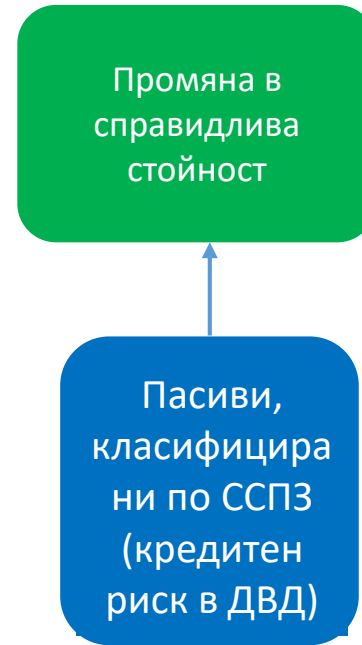 Промяна в
справидлива
стойност
Пасиви,
класифицира
ни по ССПЗ
(кредитен
риск в ДВД)